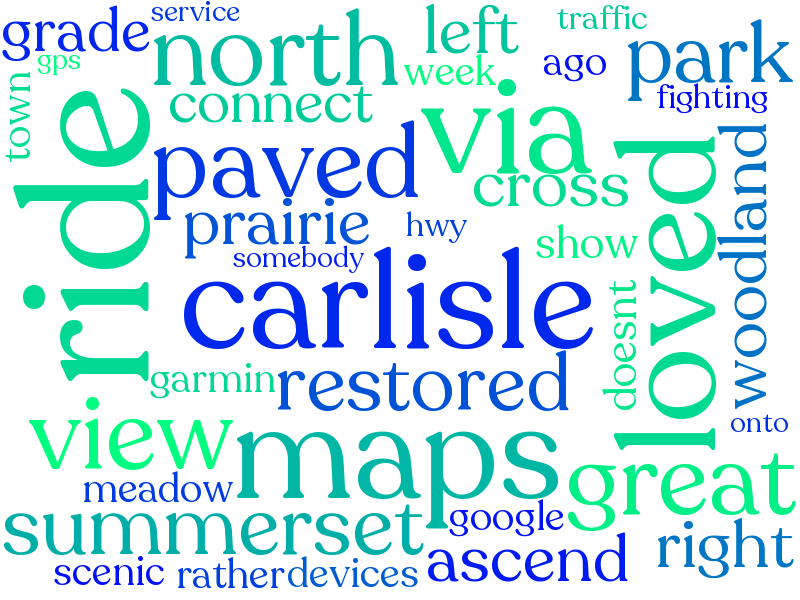 service
traffic
grade
north
left
park
gps
week
ago
town
connect
fighting
ride
via
paved
loved
woodland
cross
prairie
hwy
show
somebody
carlisle
doesnt
garmin
restored
view
maps
onto
great
meadow
summerset
google
right
ascend
scenic
rather
devices